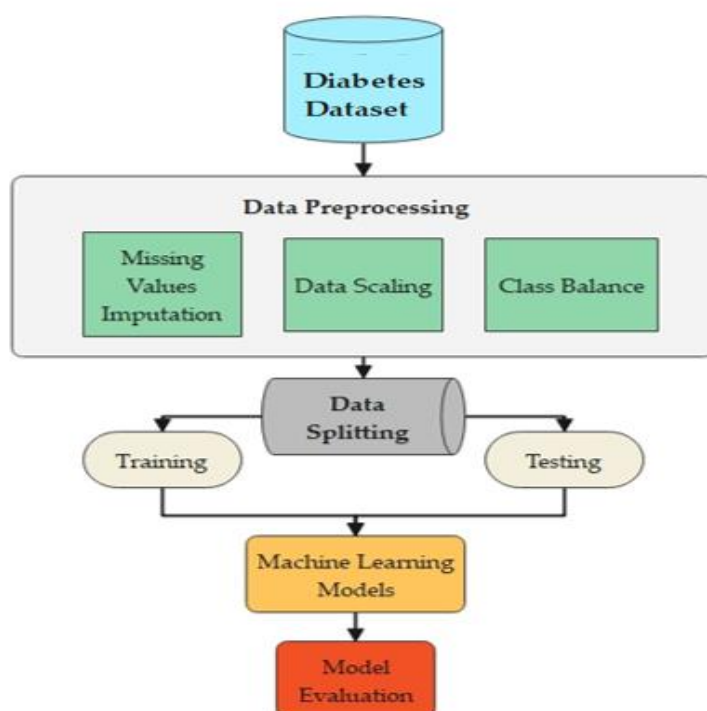 Diabetes
Dataset
Data Preprocessing
Missing
Values
Imputation
Data Scaling
Class Balance
Data
Splitting
Training
Testing
Machine Learning
Models
Model
Evaluation